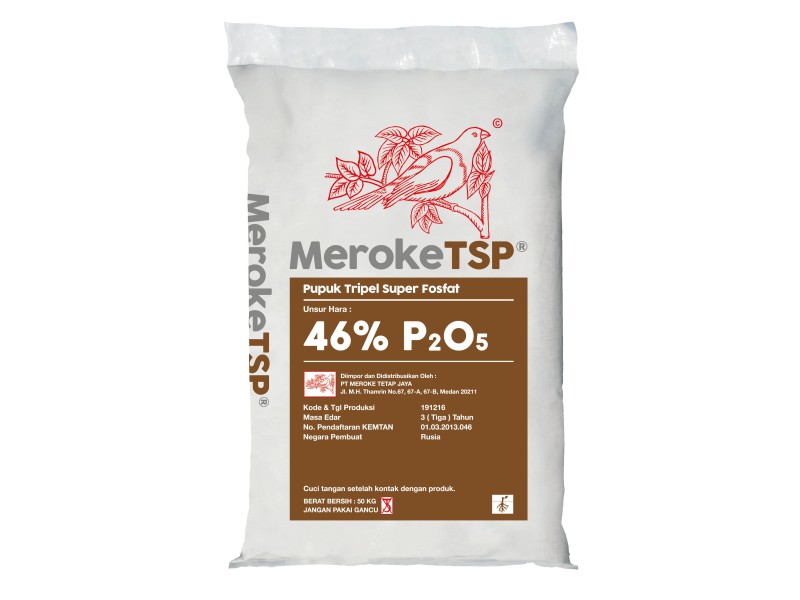 ©
MerokeTSP®
MerokeTSP®
Pupuk Tripel Super Fosfat
Unsur Hara :
46% P₂O₅
Diimpor dan Didistribusikan Oleh :
PT MEROKE TETAP JAYA
Jl. M.H. Thamrin No.67, 67-A, 67-B, Medan 20211
Kode & Tgl Produksi 191216
Masa Edar 3 ( Tiga ) Tahun
No. Pendaftaran KEMTAN 01.03.2013.046
Negara Pembuat Rusia
Cuci tangan setelah kontak dengan produk.
BERAT BERSIH : 50 KG
JANGAN PAKAI GANCU